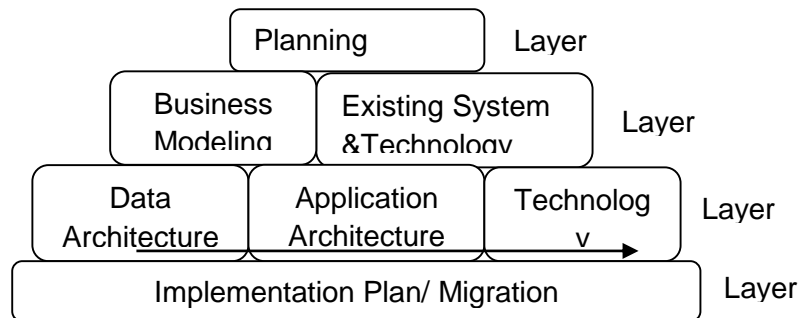 Planning
Layer
Business
Modeling
Existing System
&Technology
Layer
Data
Architecture
Application
Architecture
Technolog
y
Layer
Implementation Plan/ Migration
Layer